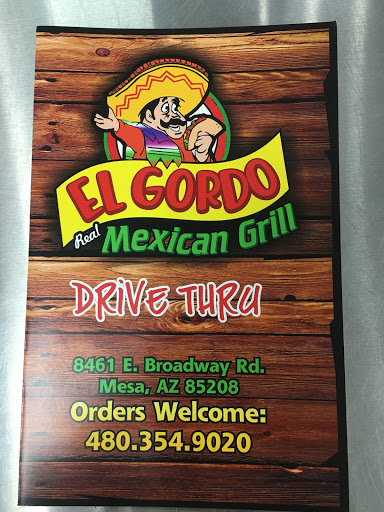 EL GORDO
Real Mexican Grill
DRIVE THRU
8461 E. Broadway Rd.
Mesa, AZ 85208
Orders Welcome:
480.354.9020